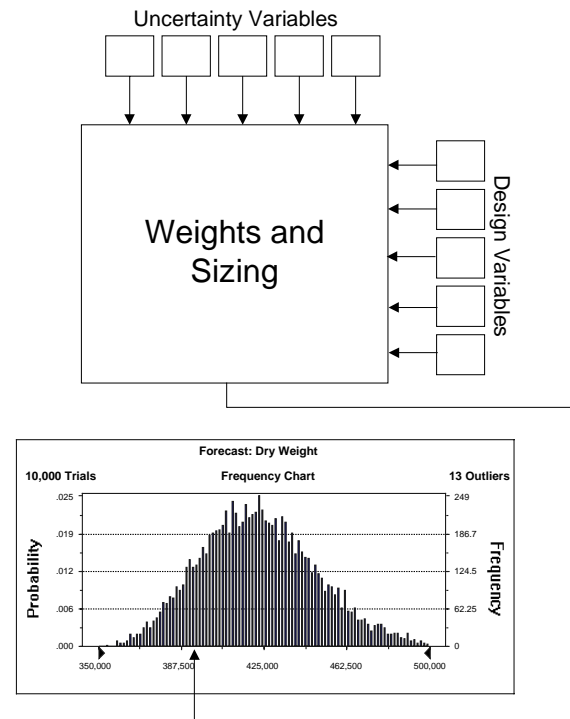 Uncertainty Variables
Weights and
Sizing
Design Variables
Forecast: Dry Weight
10,000 Trials Frequency Chart 13 Outliers
Probability
.025
.019
.012
.006
.000
249
186.7
124.5
62.25
0
Frequency
350,000 387,500 425,000 462,500 500,000